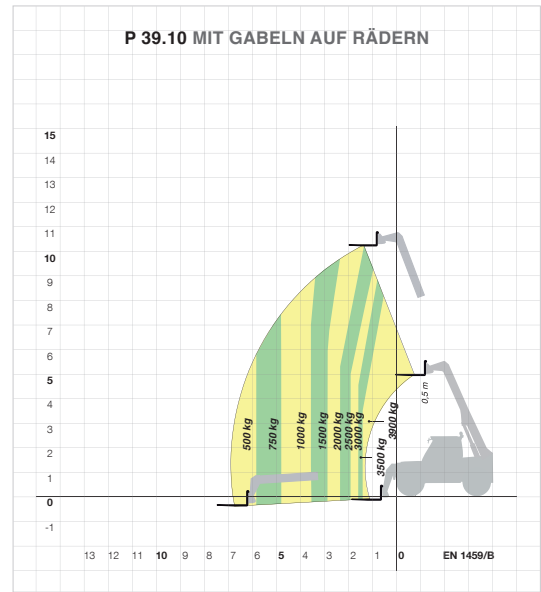 P 39.10 MIT GABELN AUF RÄDERN
15
14
13
12
11
10
9
8
7
6
5
4
3
2
1
0
-1
500 kg
750 kg
1000 kg
1500 kg
2000 kg
2500 kg
3000 kg
3500 kg
3900 kg
0,5 m
13 12 11 10 9 8 7 6 5 4 3 2 1 0 EN 1459/B